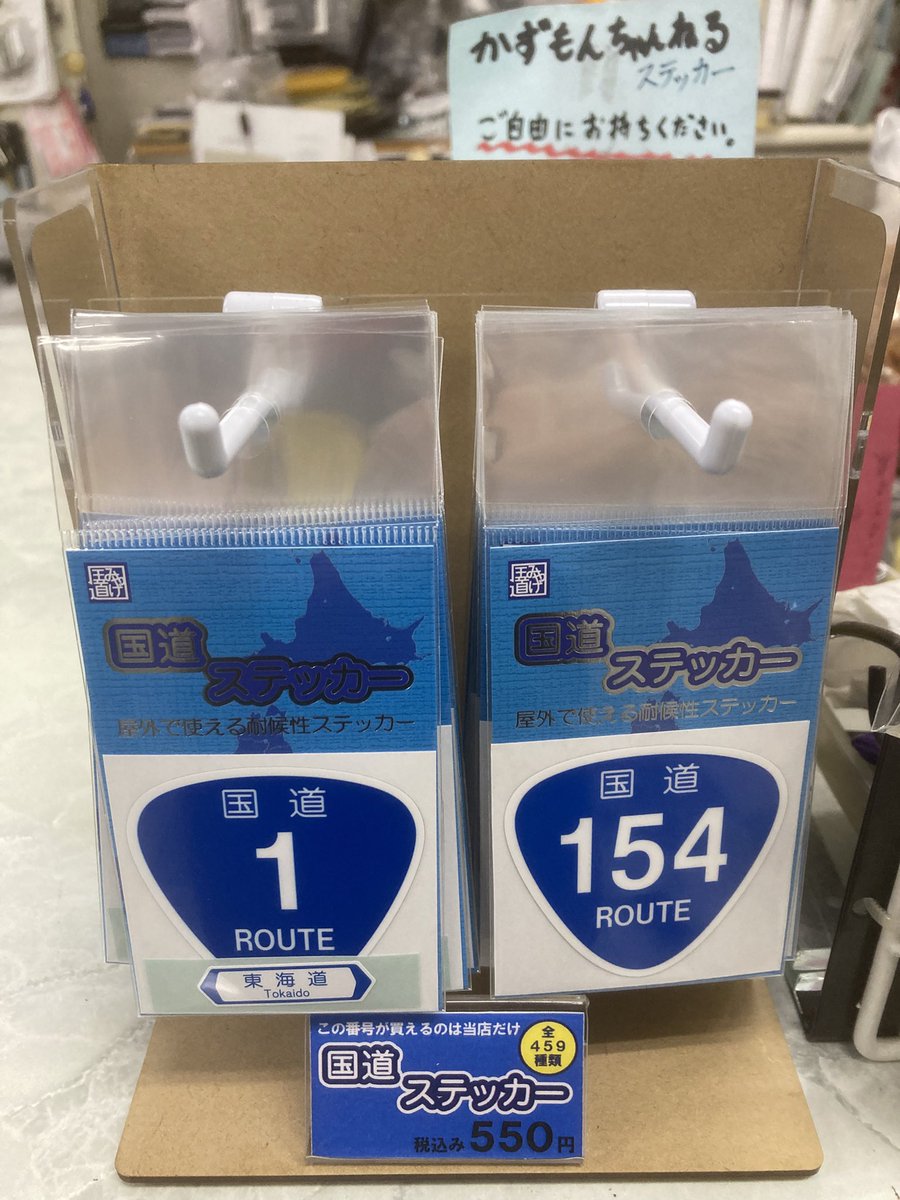 かずもんちゃんねる
ステッカー
ご自由にお持ちください。
国道
ステッカー
屋外で使える耐候性ステッカー
国道
1
ROUTE
東海道
Tokaido
国道
ステッカー
屋外で使える耐候性ステッカー
国道
154
ROUTE
この番号が買えるのは当店だけ
全
459
種類
国道
ステッカー
税込み550円